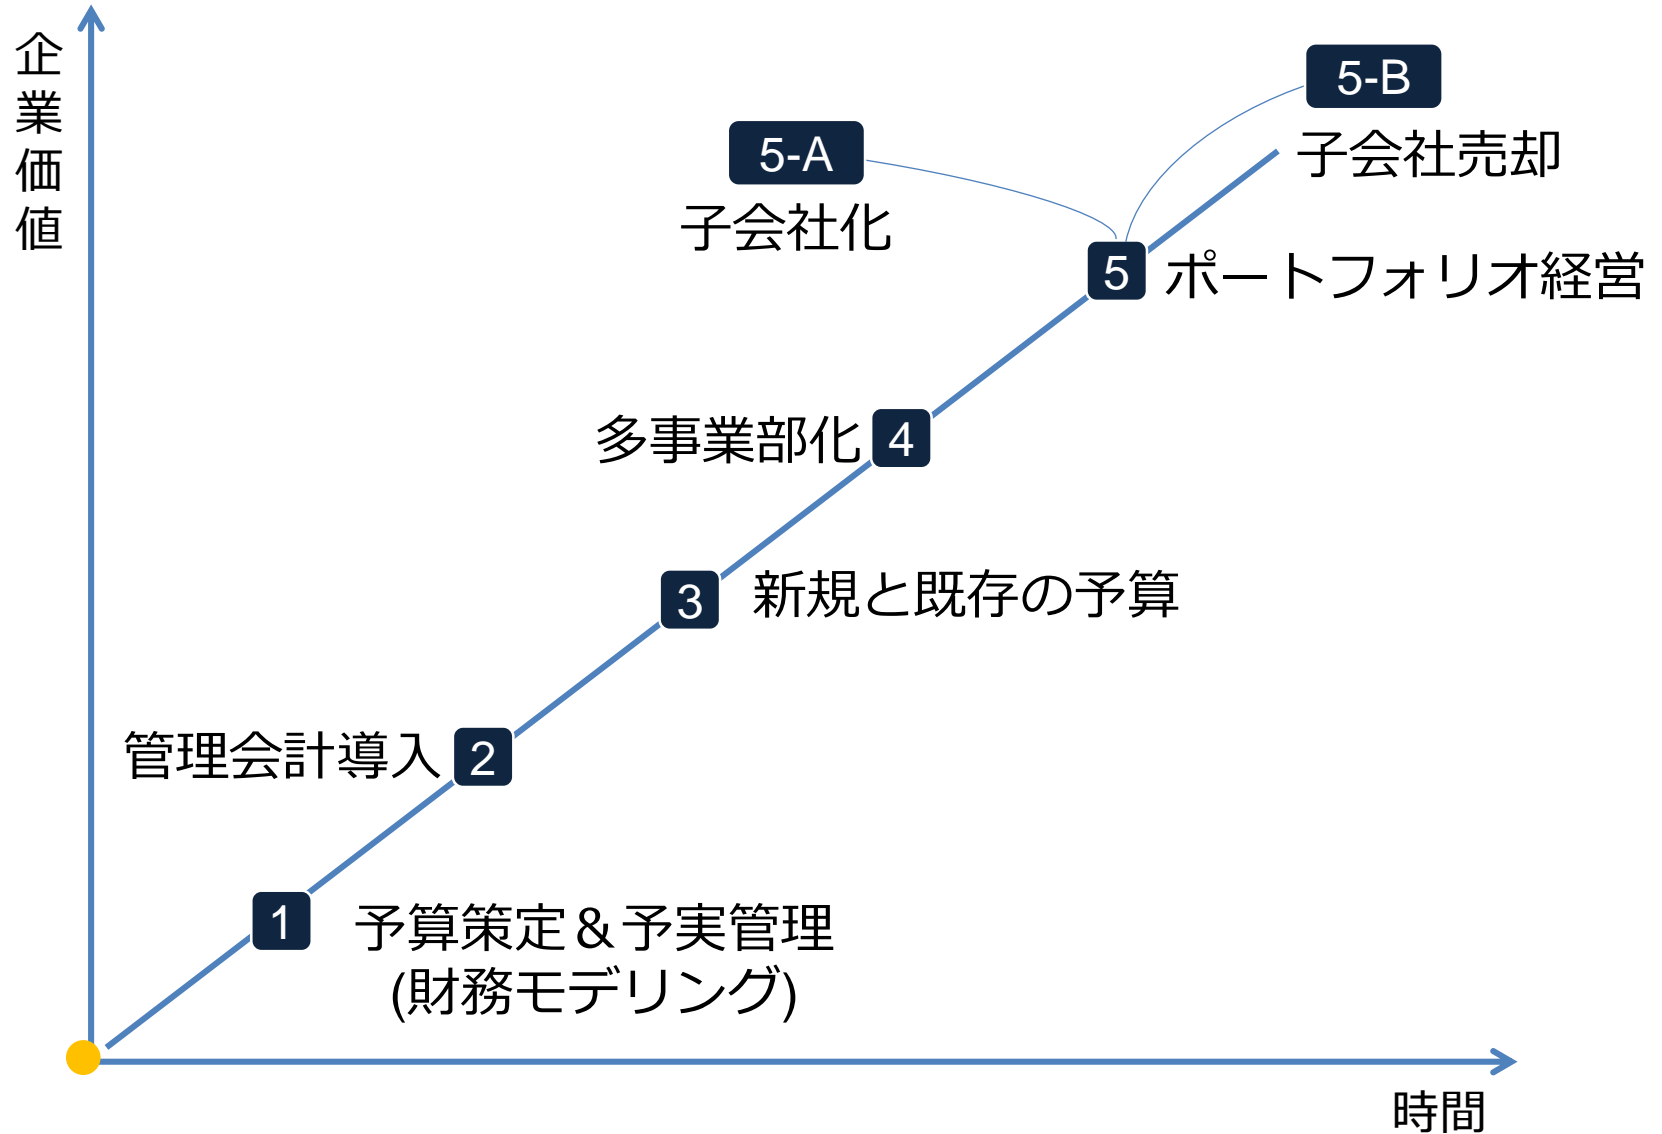 企業価値
5-B
子会社売却
5-A
子会社化
5
ポートフォリオ経営
多事業部化
4
3
新規と既存の予算
管理会計導入
2
1
予算策定＆予実管理
(財務モデリング)
時間